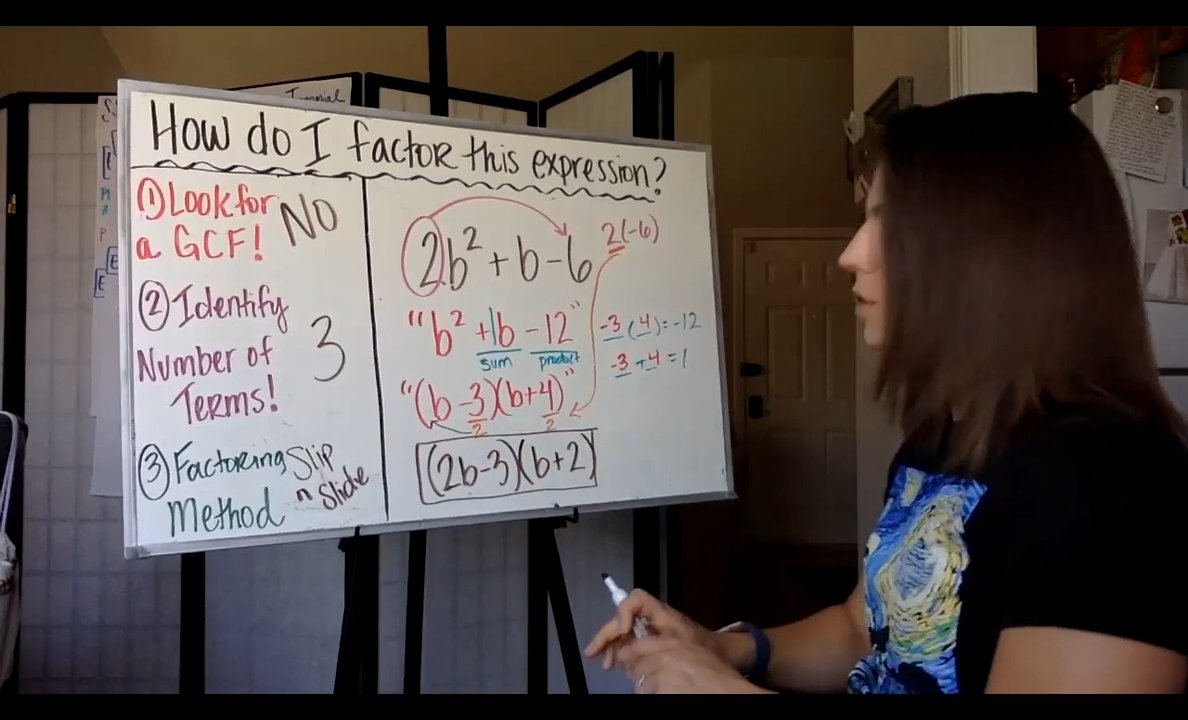 How do I factor this expression?
① Look for
a GCF!
NO
② Identify
Number of
Terms!
3
③ Factoring
Method
Slip
n Slide
2b² + b - 6
2(-6)
"b² + 1b - 12"
sum product
-3(4) = -12
-3 + 4 = 1
"(b - 3)(b + 4)"
2 2
(2b - 3)(b + 2)